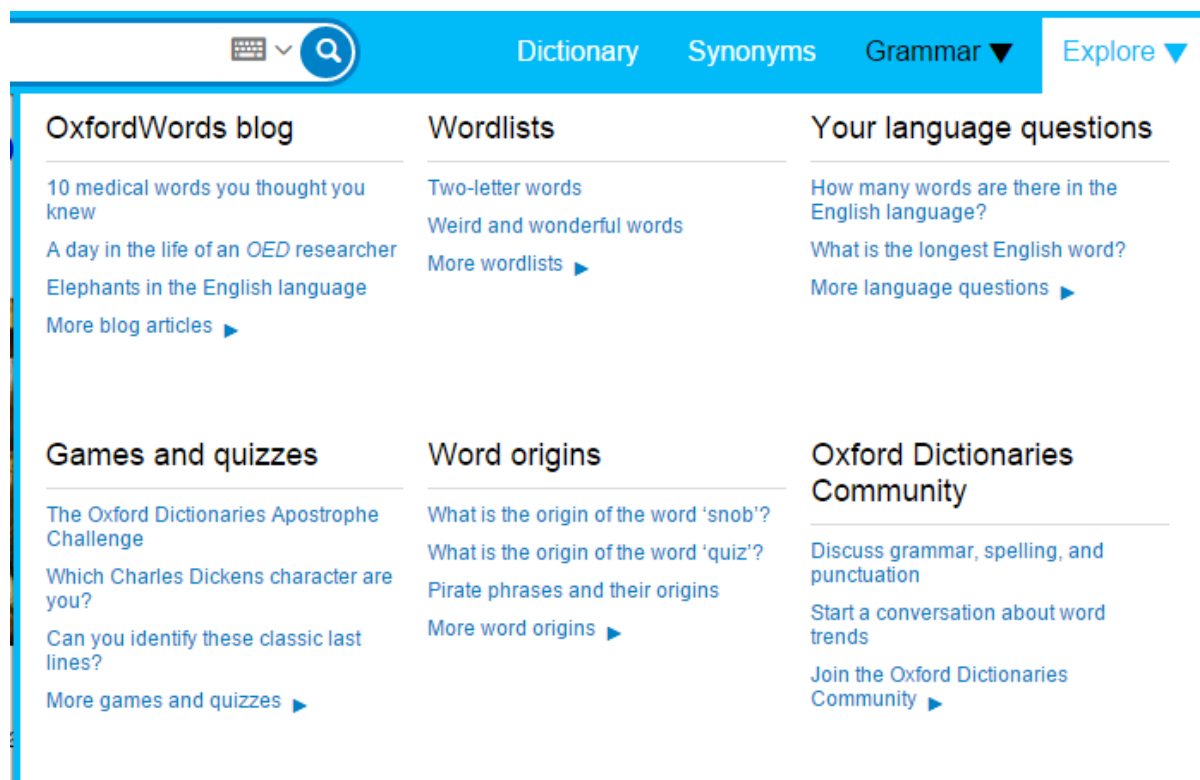 Dictionary Synonyms Grammar ▼ Explore ▼
OxfordWords blog
10 medical words you thought you
knew
A day in the life of an OED researcher
Elephants in the English language
More blog articles ▶
Wordlists
Two-letter words
Weird and wonderful words
More wordlists ▶
Your language questions
How many words are there in the
English language?
What is the longest English word?
More language questions ▶
Games and quizzes
The Oxford Dictionaries Apostrophe
Challenge
Which Charles Dickens character are
you?
Can you identify these classic last
lines?
More games and quizzes ▶
Word origins
What is the origin of the word ‘snob’?
What is the origin of the word ‘quiz’?
Pirate phrases and their origins
More word origins ▶
Oxford Dictionaries
Community
Discuss grammar, spelling, and
punctuation
Start a conversation about word
trends
Join the Oxford Dictionaries
Community ▶